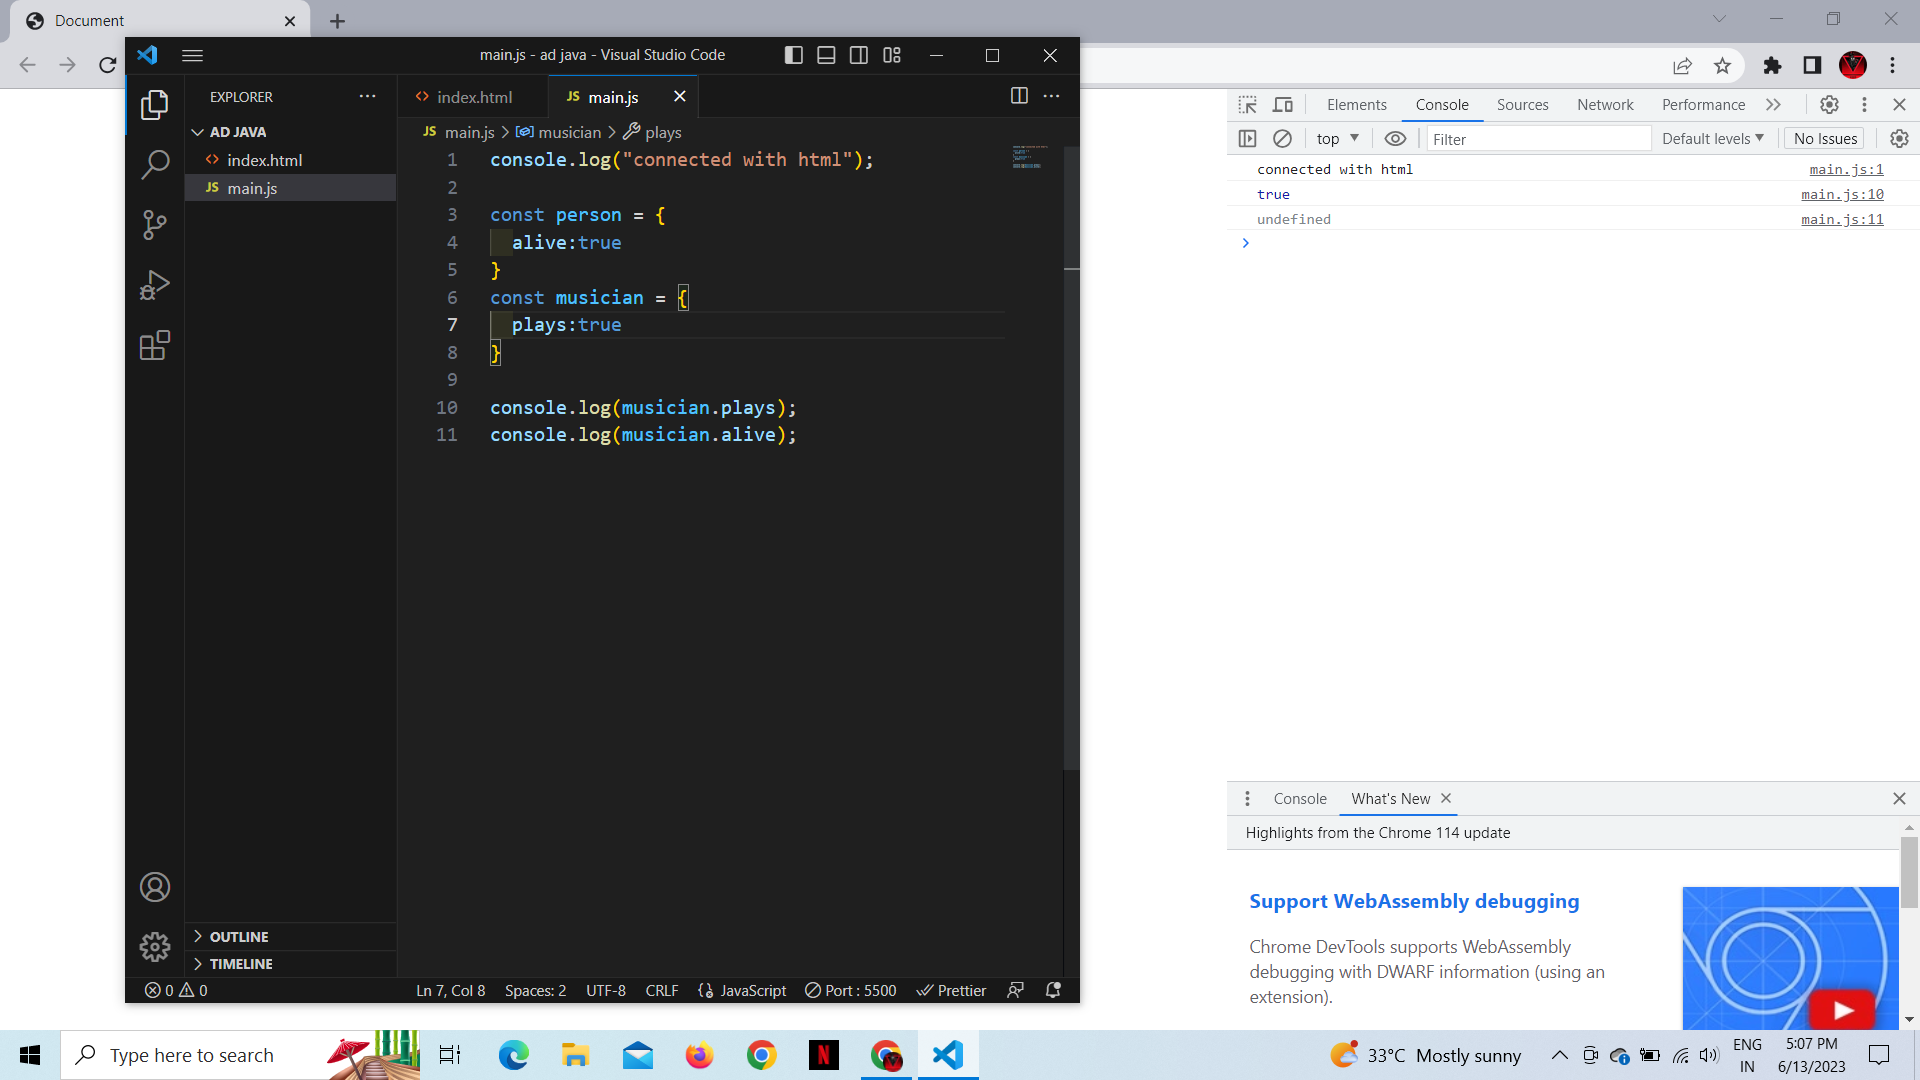 Document
main.js - ad java - Visual Studio Code
EXPLORER
AD JAVA
index.html
JS main.js
index.html
JS main.js
JS main.js > musician > plays
1 console.log("connected with html");
2
3 const person = {
4 alive:true
5 }
6 const musician = {
7 plays:true
8 }
9
10 console.log(musician.plays);
11 console.log(musician.alive);
OUTLINE
TIMELINE
0 0 Ln 7, Col 8 Spaces: 2 UTF-8 CRLF JavaScript Port : 5500 Prettier
Elements Console Sources Network Performance
top Filter Default levels No Issues
connected with html main.js:1
true main.js:10
undefined main.js:11
Console What's New
Highlights from the Chrome 114 update
Support WebAssembly debugging
Chrome DevTools supports WebAssembly
debugging with DWARF information (using an
extension).
Type here to search
N
33°C Mostly sunny
ENG
IN
5:07 PM
6/13/2023